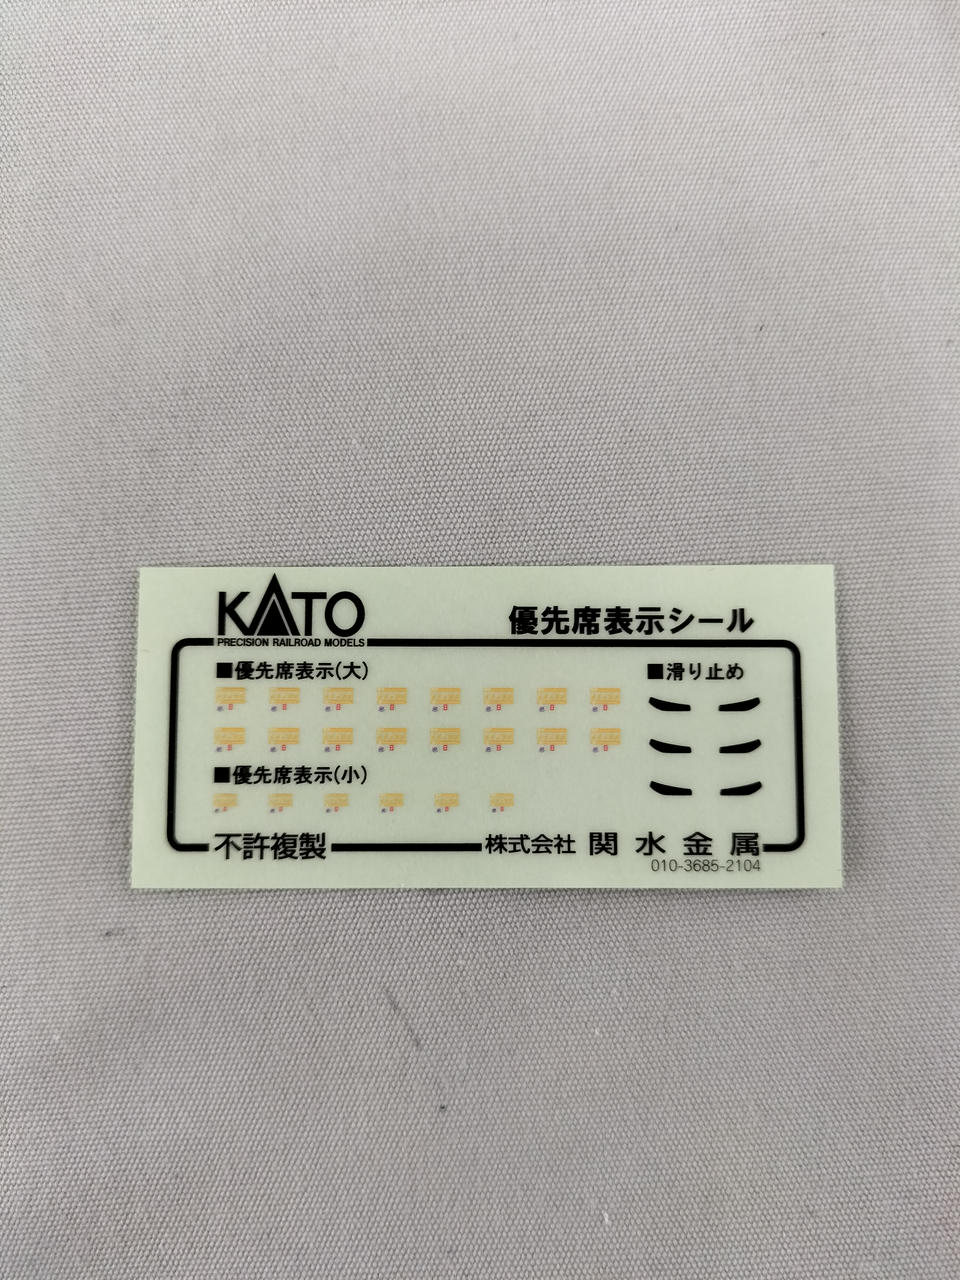 KATO
PRECISION RAILROAD MODELS
優先席表示シール
■優先席表示(大)
■滑り止め
■優先席表示(小)
不許複製
株式会社 関水金属
010-3685-2104